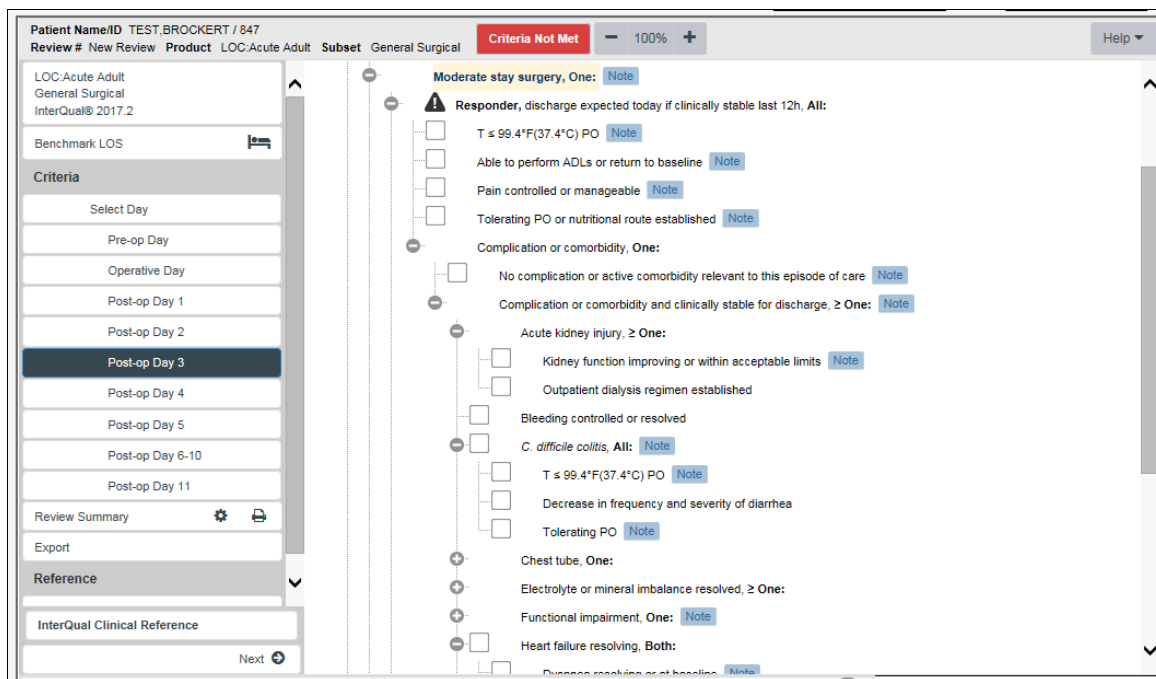 Patient Name/ID TEST,BROCKERT / 847
Review # New Review Product LOC:Acute Adult Subset General Surgical
Criteria Not Met
100%
Help
LOC:Acute Adult
General Surgical
InterQual® 2017.2
Benchmark LOS
Criteria
Select Day
Pre-op Day
Operative Day
Post-op Day 1
Post-op Day 2
Post-op Day 3
Post-op Day 4
Post-op Day 5
Post-op Day 6-10
Post-op Day 11
Review Summary
Export
Reference
InterQual Clinical Reference
Next
Moderate stay surgery, One: Note
Responder, discharge expected today if clinically stable last 12h, All:
T ≤ 99.4°F(37.4°C) PO Note
Able to perform ADLs or return to baseline Note
Pain controlled or manageable Note
Tolerating PO or nutritional route established Note
Complication or comorbidity, One:
No complication or active comorbidity relevant to this episode of care Note
Complication or comorbidity and clinically stable for discharge, ≥ One: Note
Acute kidney injury, ≥ One:
Kidney function improving or within acceptable limits Note
Outpatient dialysis regimen established
Bleeding controlled or resolved
C. difficile colitis, All: Note
T ≤ 99.4°F(37.4°C) PO Note
Decrease in frequency and severity of diarrhea
Tolerating PO Note
Chest tube, One:
Electrolyte or mineral imbalance resolved, ≥ One:
Functional impairment, One: Note
Heart failure resolving, Both:
Dyspnea resolving or at baseline Note